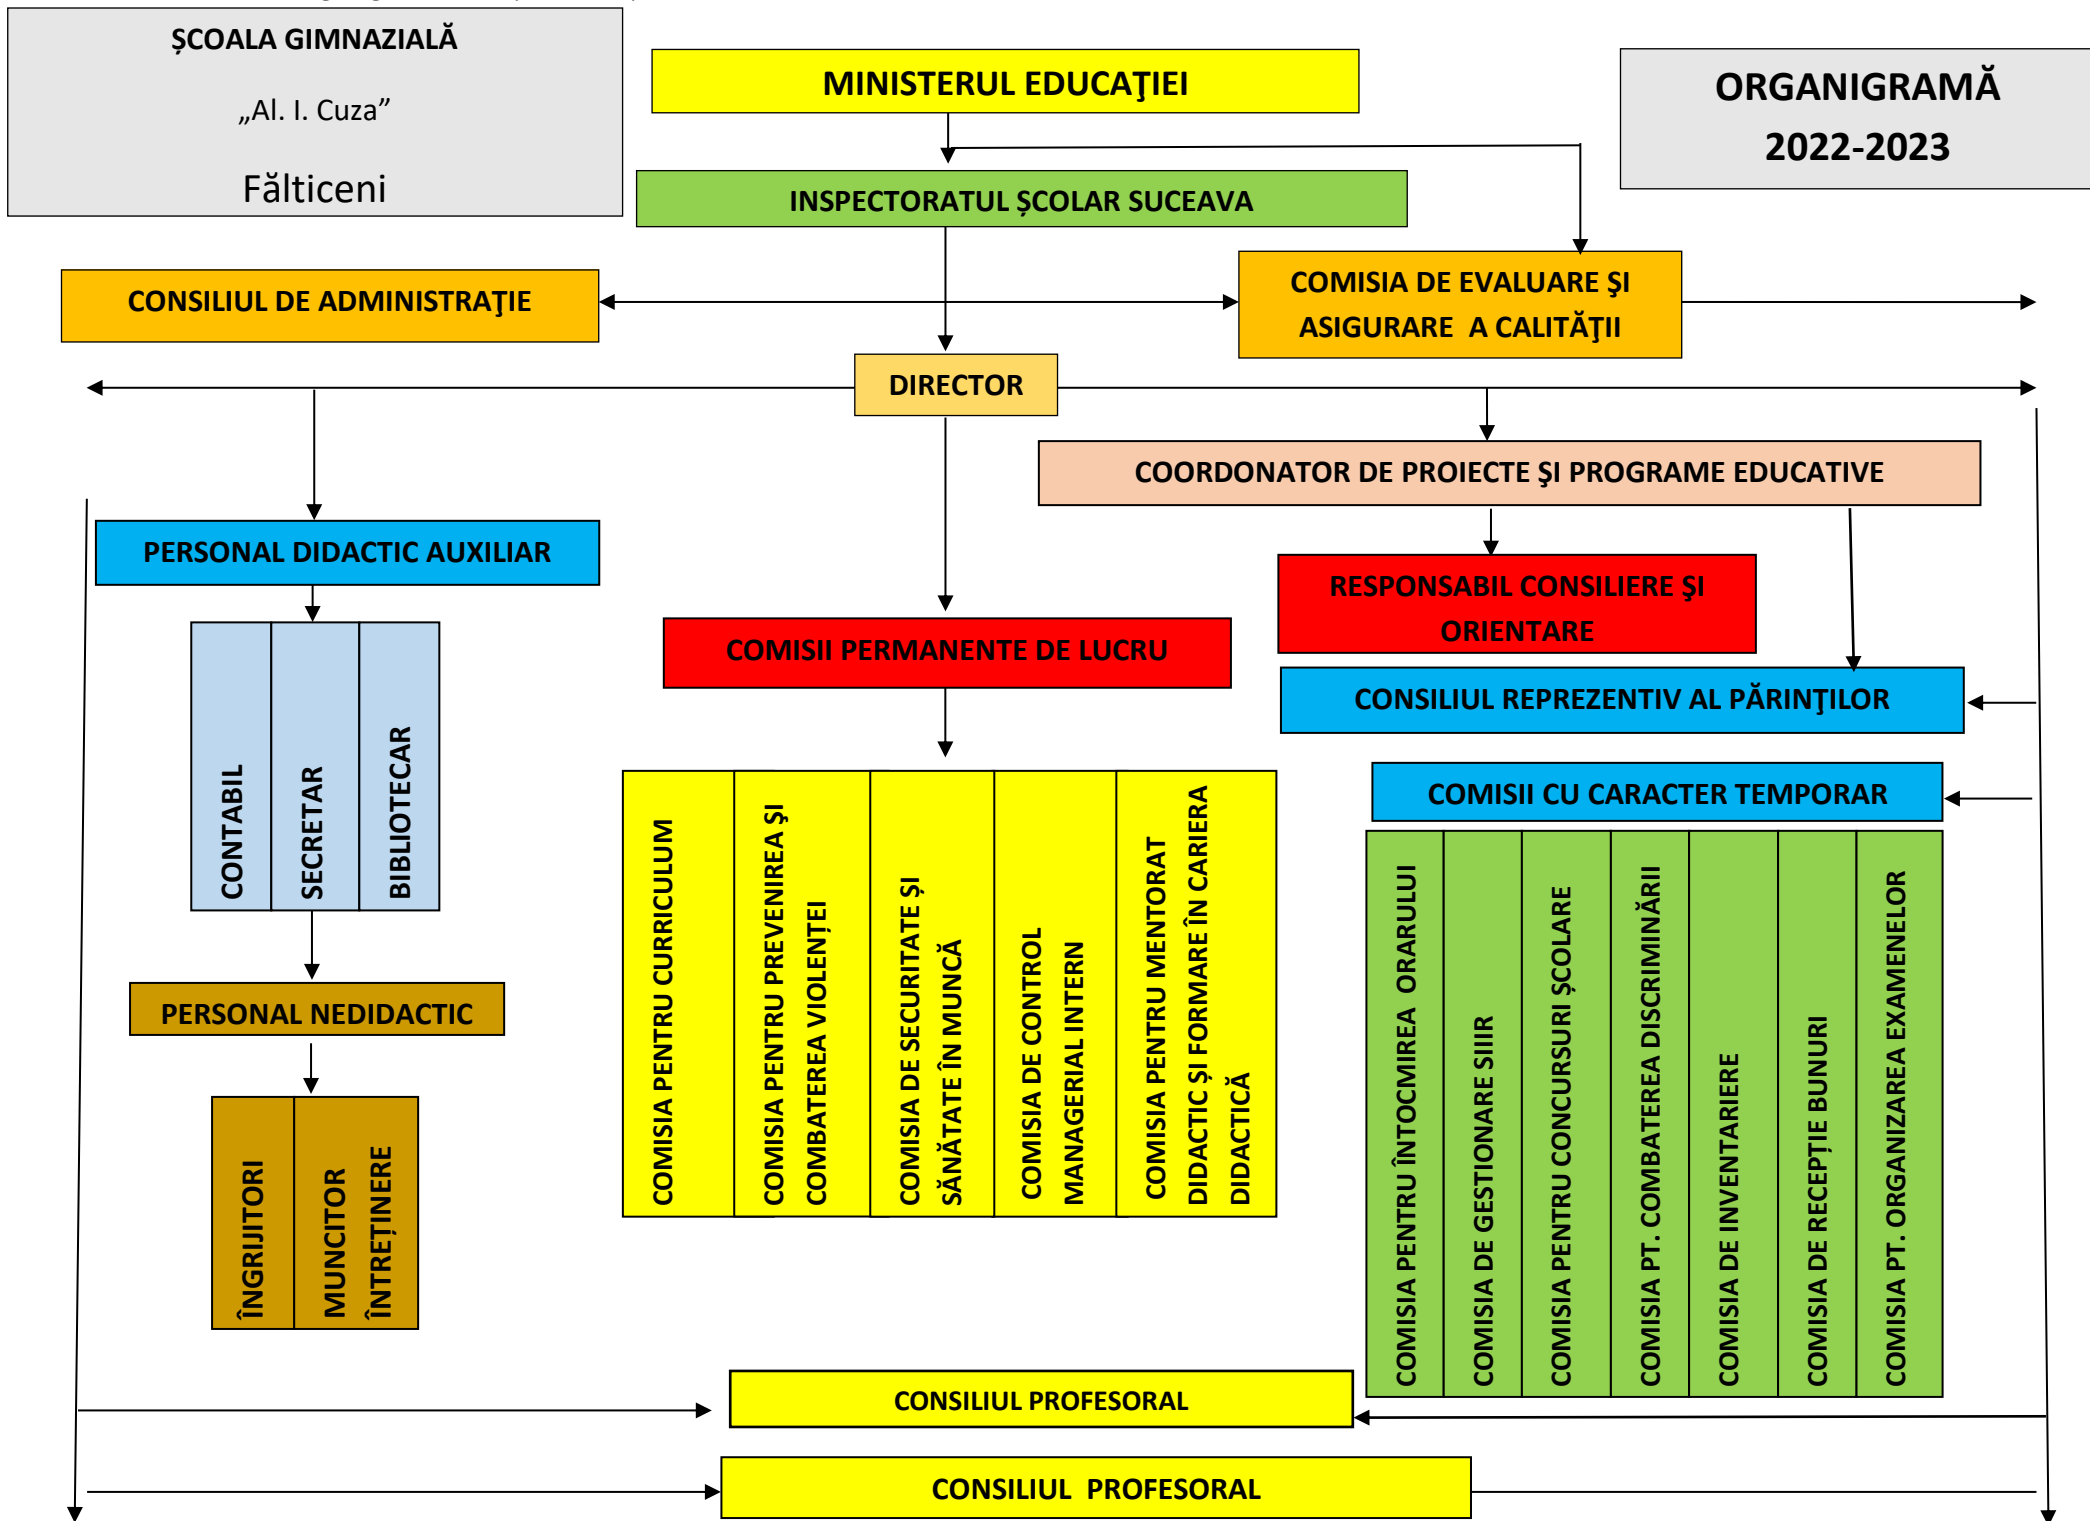 ȘCOALA GIMNAZIALĂ
„Al. I. Cuza”
Fălticeni
MINISTERUL EDUCAŢIEI
ORGANIGRAMĂ
2022-2023
INSPECTORATUL ȘCOLAR SUCEAVA
CONSILIUL DE ADMINISTRAŢIE
COMISIA DE EVALUARE ŞI
ASIGURARE  A CALITĂŢII
DIRECTOR
COORDONATOR DE PROIECTE ŞI PROGRAME EDUCATIVE
PERSONAL DIDACTIC AUXILIAR
RESPONSABIL CONSILIERE ŞI
ORIENTARE
COMISII PERMANENTE DE LUCRU
CONSILIUL REPREZENTIV AL PĂRINŢILOR
CONTABIL
SECRETAR
BIBLIOTECAR
COMISII CU CARACTER TEMPORAR
COMISIA PENTRU CURRICULUM
COMISIA PENTRU PREVENIREA ŞI
COMBATEREA VIOLENȚEI
COMISIA DE SECURITATE ȘI
SĂNĂTATE ÎN MUNCĂ
COMISIA DE CONTROL
MANAGERIAL INTERN
COMISIA PENTRU MENTORAT
DIDACTIC ȘI FORMARE ÎN CARIERA
DIDACTICĂ
COMISIA PENTRU ÎNTOCMIREA  ORARULUI
COMISIA DE GESTIONARE SIIIR
COMISIA PENTRU CONCURSURI ȘCOLARE
COMISIA PT. COMBATEREA DISCRIMINĂRII
COMISIA DE INVENTARIERE
COMISIA DE RECEPȚIE BUNURI
COMISIA PT. ORGANIZAREA EXAMENELOR
PERSONAL NEDIDACTIC
ÎNGRIJITORI
MUNCITOR
ÎNTREȚINERE
CONSILIUL PROFESORAL
CONSILIUL  PROFESORAL